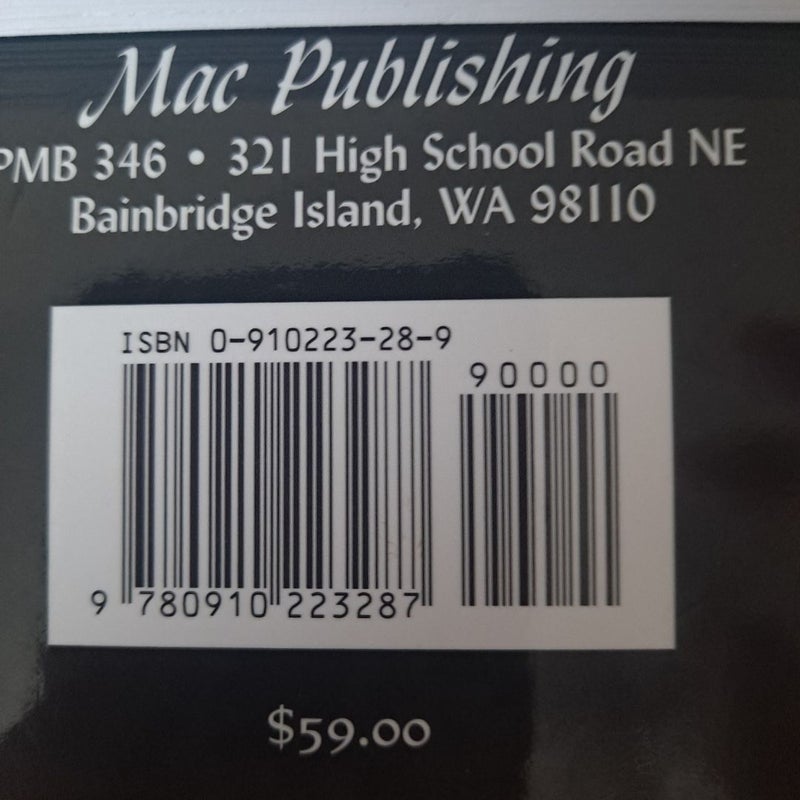 Mac Publishing
PMB 346 • 321 High School Road NE
Bainbridge Island, WA 98110
ISBN 0-910223-28-9
90000
9 780910 223287
$59.00